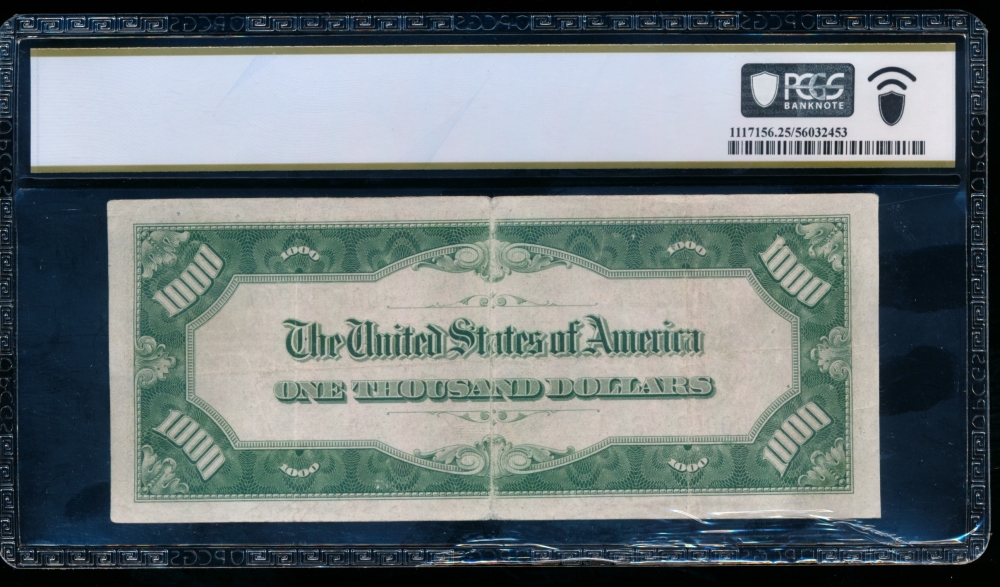 PCGS
BANKNOTE
1117156.25/56032453
1000 1000 1000 1000
The United States of America
ONE THOUSAND DOLLARS
1000 1000 1000 1000